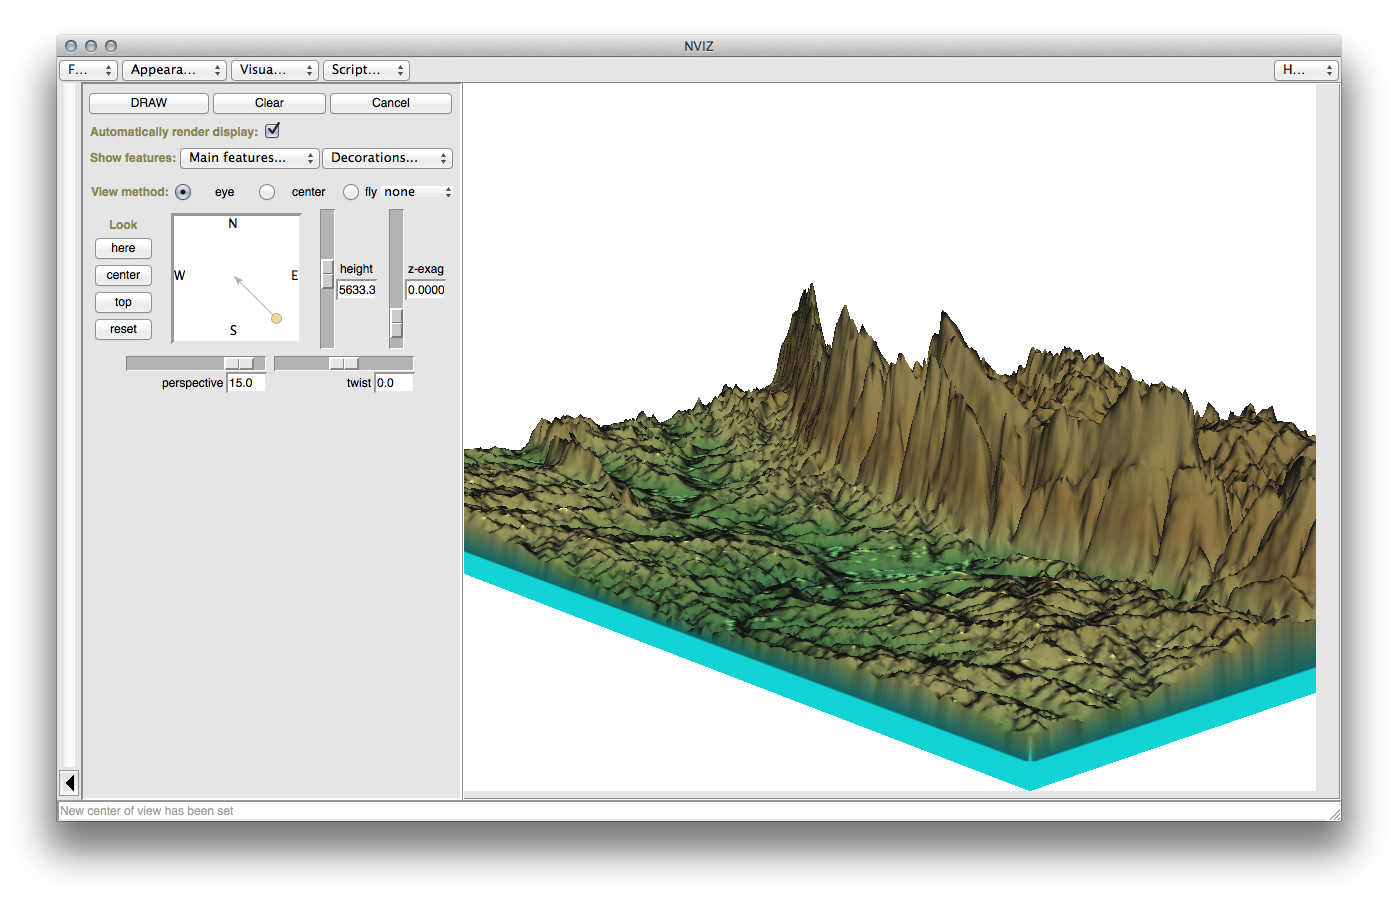 NVIZ
F... Appeara... Visua... Script... H...
DRAW Clear Cancel
Automatically render display:
Show features: Main features... Decorations...
View method: eye center fly none
Look
here
center
top
reset
N
W E
S
height
5633.3
z-exag
0.0000
perspective 15.0
twist 0.0
New center of view has been set